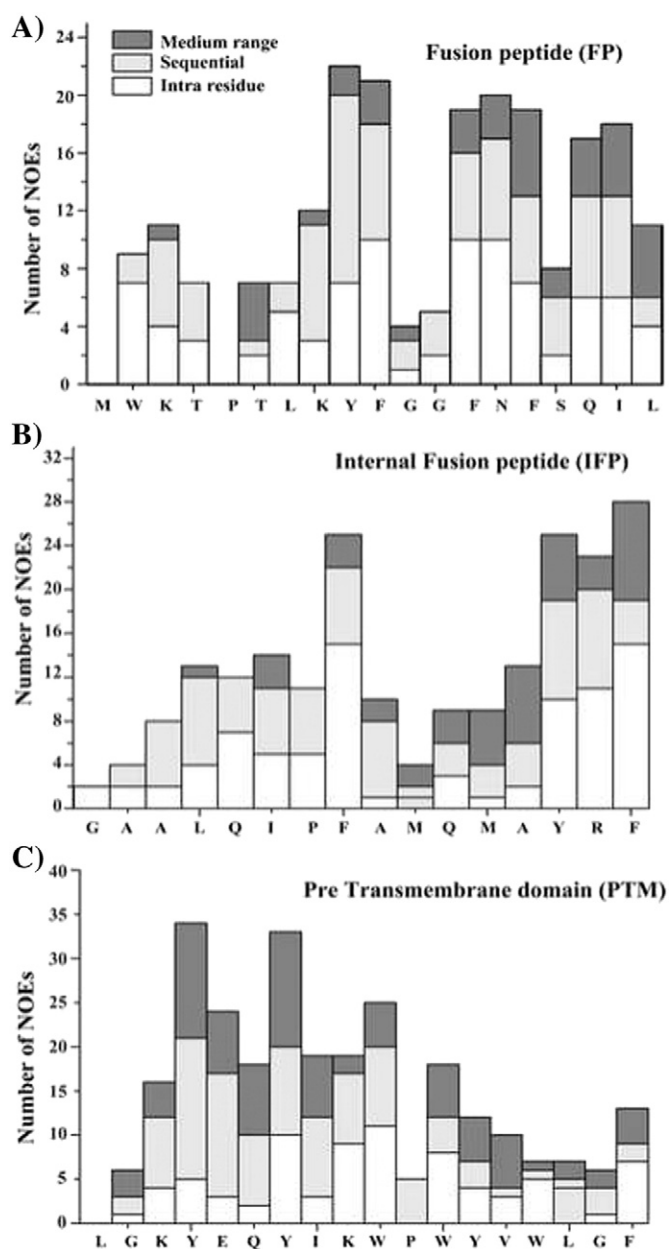 A)
Medium range
Sequential
Intra residue
Fusion peptide (FP)
Number of NOEs
24
20
16
12
8
4
0
M W K T P T L K Y F G G F N F S Q I L
B)
Internal Fusion peptide (IFP)
Number of NOEs
32
28
24
20
16
12
8
4
0
G A A L Q I P F A M Q M A Y R F
C)
Pre Transmembrane domain (PTM)
Number of NOEs
40
35
30
25
20
15
10
5
0
L G K Y E Q Y I K W P W Y V W L G F